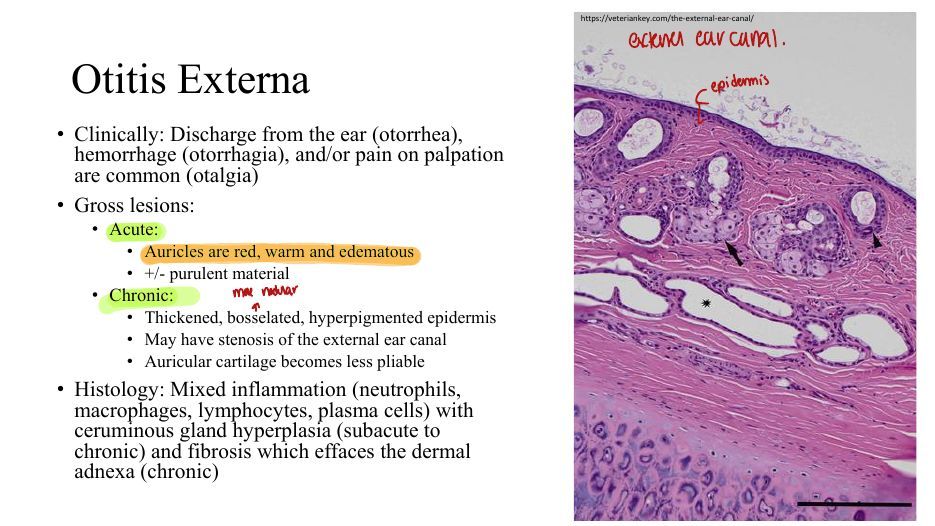 https://veteriankey.com/the-external-ear-canal/
external ear canal.
epidermis
Otitis Externa
• Clinically: Discharge from the ear (otorrhea),
hemorrhage (otorrhagia), and/or pain on palpation
are common (otalgia)
• Gross lesions:
• Acute:
• Auricles are red, warm and edematous
• +/- purulent material
• Chronic:
more nodular
• Thickened, bosselated, hyperpigmented epidermis
• May have stenosis of the external ear canal
• Auricular cartilage becomes less pliable
• Histology: Mixed inflammation (neutrophils,
macrophages, lymphocytes, plasma cells) with
ceruminous gland hyperplasia (subacute to
chronic) and fibrosis which effaces the dermal
adnexa (chronic)